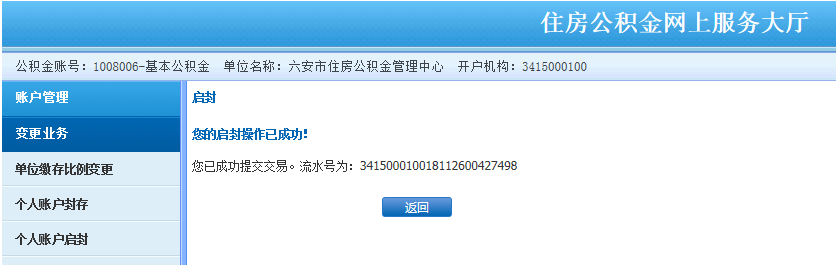 住房公积金网上服务大厅
公积金账号：1008006-基本公积金 单位名称：六安市住房公积金管理中心 开户机构：3415000100
账户管理
变更业务
单位缴存比例变更
个人账户封存
个人账户启封
启封
您的启封操作已成功!
您已成功提交交易。流水号为：341500010018112600427498
返回